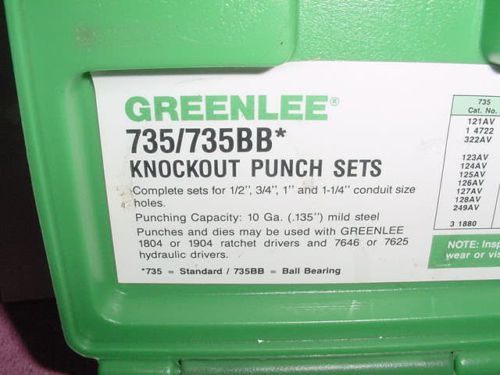 GREENLEE®
735/735BB*
KNOCKOUT PUNCH SETS
Complete sets for 1/2", 3/4", 1" and 1-1/4" conduit size
holes.
Punching Capacity: 10 Ga. (.135") mild steel
Punches and dies may be used with GREENLEE
1804 or 1904 ratchet drivers and 7646 or 7625
hydraulic drivers.
*735 = Standard / 735BB = Ball Bearing
735
Cat. No.
121AV
1 4722
322AV
123AV
124AV
125AV
126AV
127AV
128AV
249AV
3 1880
NOTE: Insp
wear or vis